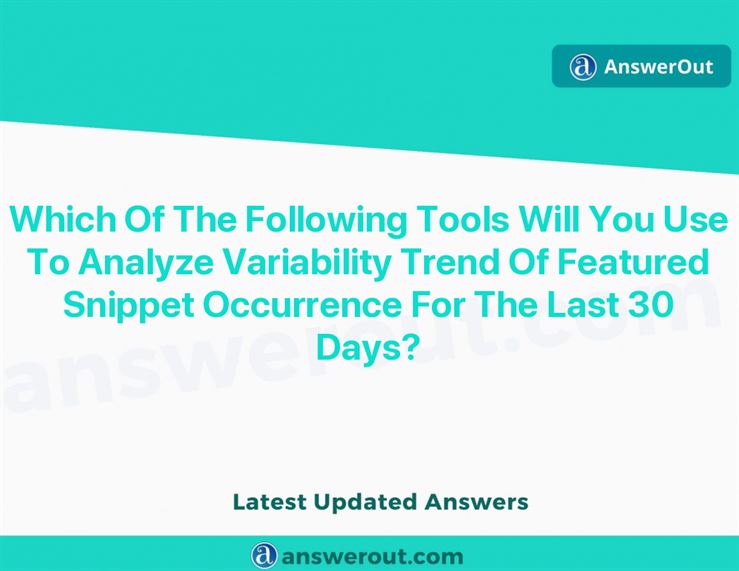 AnswerOut
Which Of The Following Tools Will You Use
To Analyze Variability Trend Of Featured
Snippet Occurrence For The Last 30
Days?
answerout.com
Latest Updated Answers
answerout.com